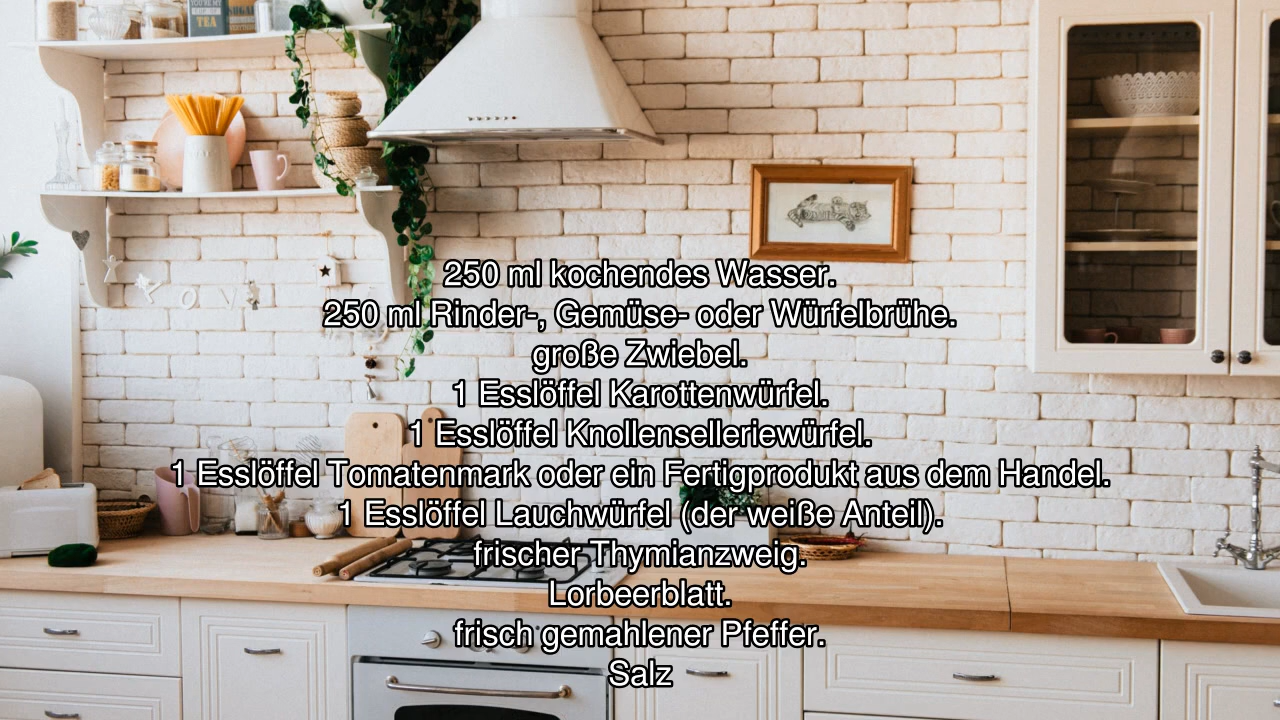 250 ml kochendes Wasser.
250 ml Rinder-, Gemüse- oder Würfelbrühe.
große Zwiebel.
1 Esslöffel Karottenwürfel.
1 Esslöffel Knollenselleriewürfel.
1 Esslöffel Tomatenmark oder ein Fertigprodukt aus dem Handel.
1 Esslöffel Lauchwürfel (der weiße Anteil).
frischer Thymianzweig.
Lorbeerblatt.
frisch gemahlener Pfeffer.
Salz